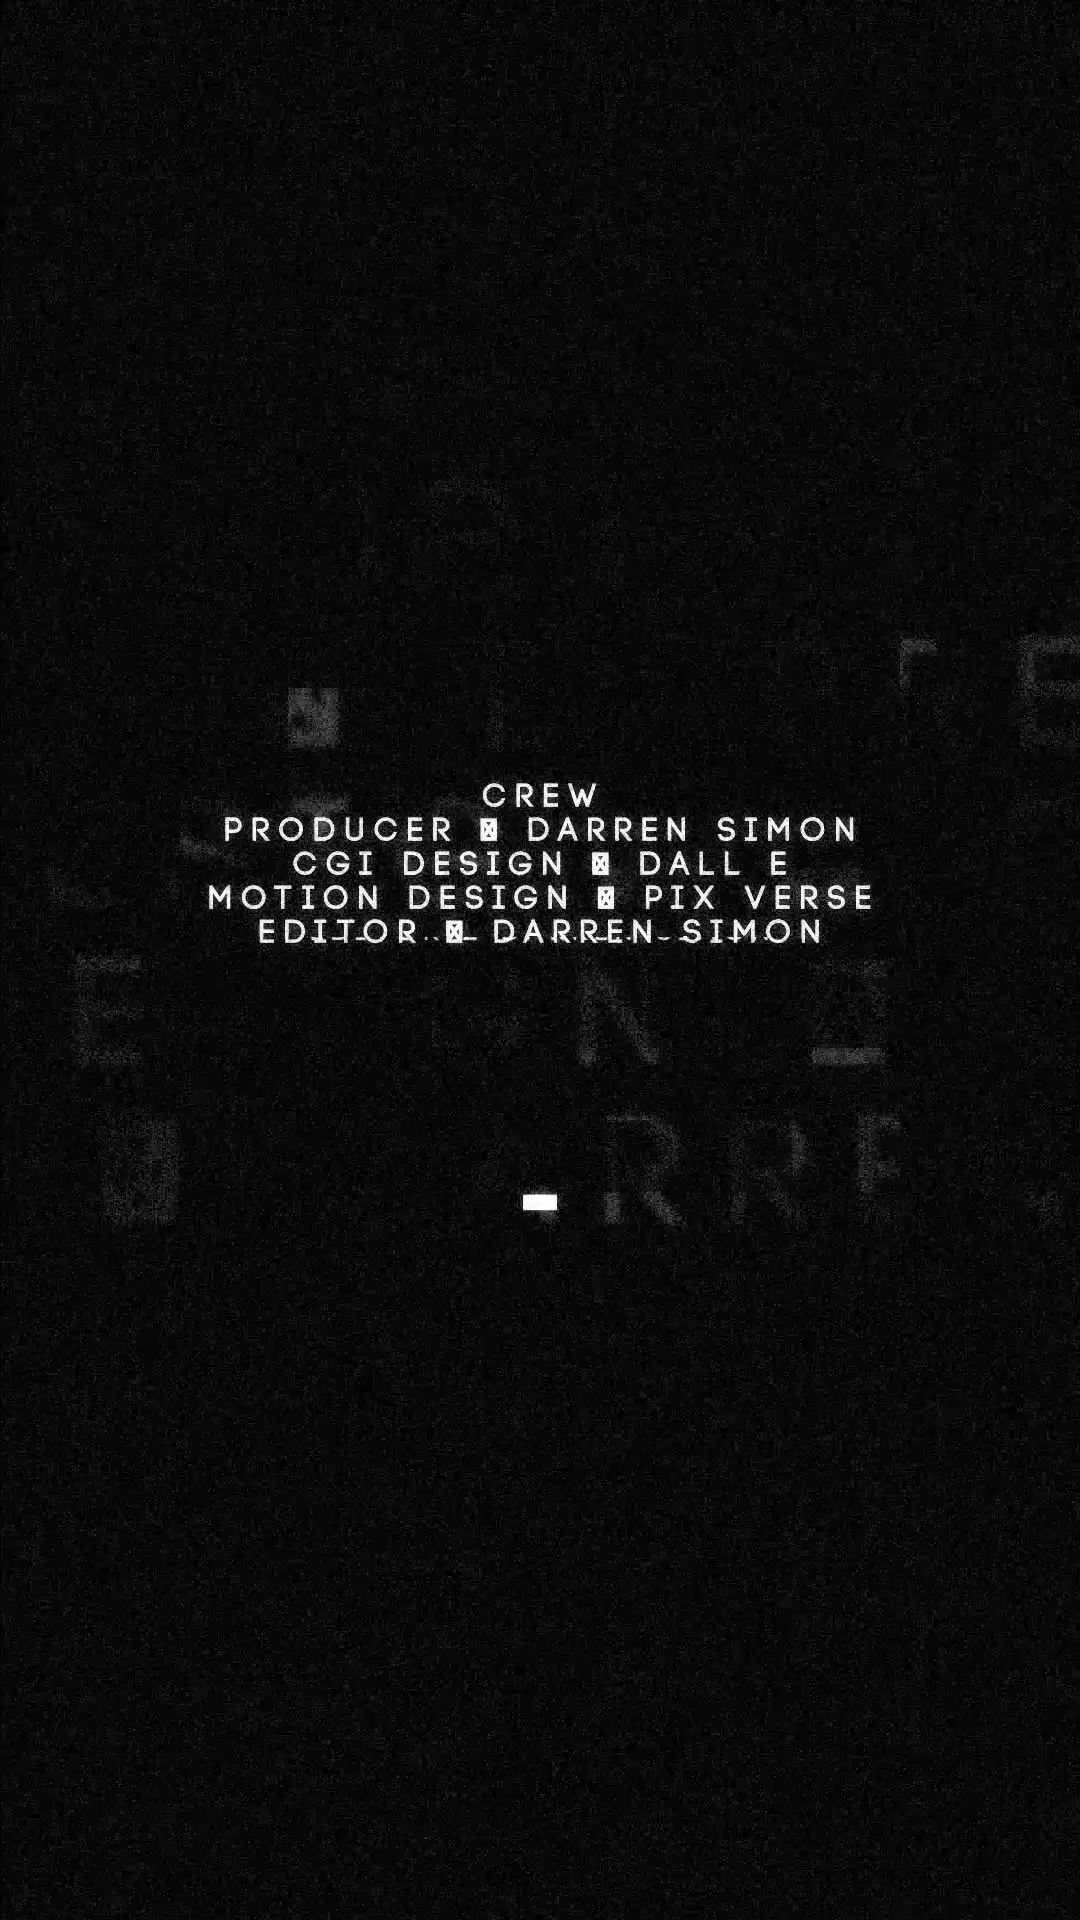 CREW
PRODUCER DARREN SIMON
CGI DESIGN DALL E
MOTION DESIGN PIX VERSE
EDITOR DARREN SIMON